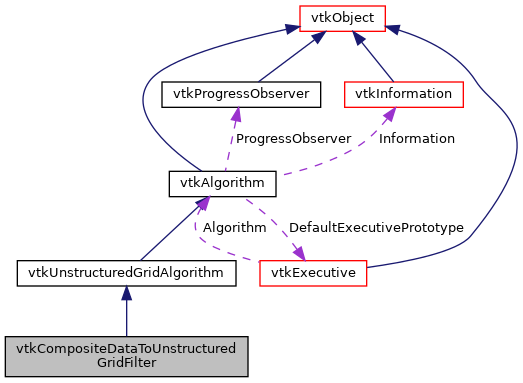 vtkObject
vtkProgressObserver
vtkInformation
ProgressObserver
Information
vtkAlgorithm
Algorithm
DefaultExecutivePrototype
vtkUnstructuredGridAlgorithm
vtkExecutive
vtkCompositeDataToUnstructured
GridFilter